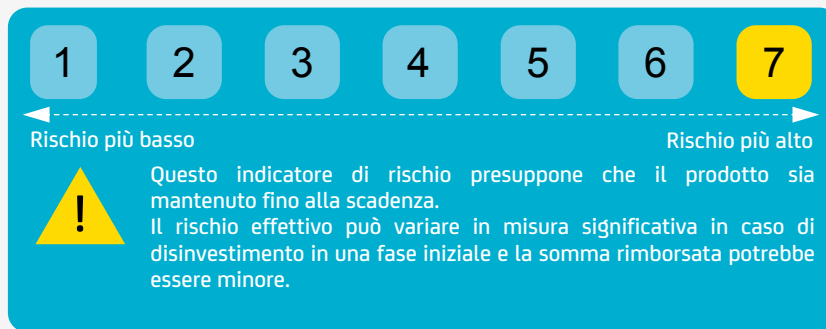 1 2 3 4 5 6 7
Rischio più basso Rischio più alto
!
Questo indicatore di rischio presuppone che il prodotto sia
mantenuto fino alla scadenza.
Il rischio effettivo può variare in misura significativa in caso di
disinvestimento in una fase iniziale e la somma rimborsata potrebbe
essere minore.